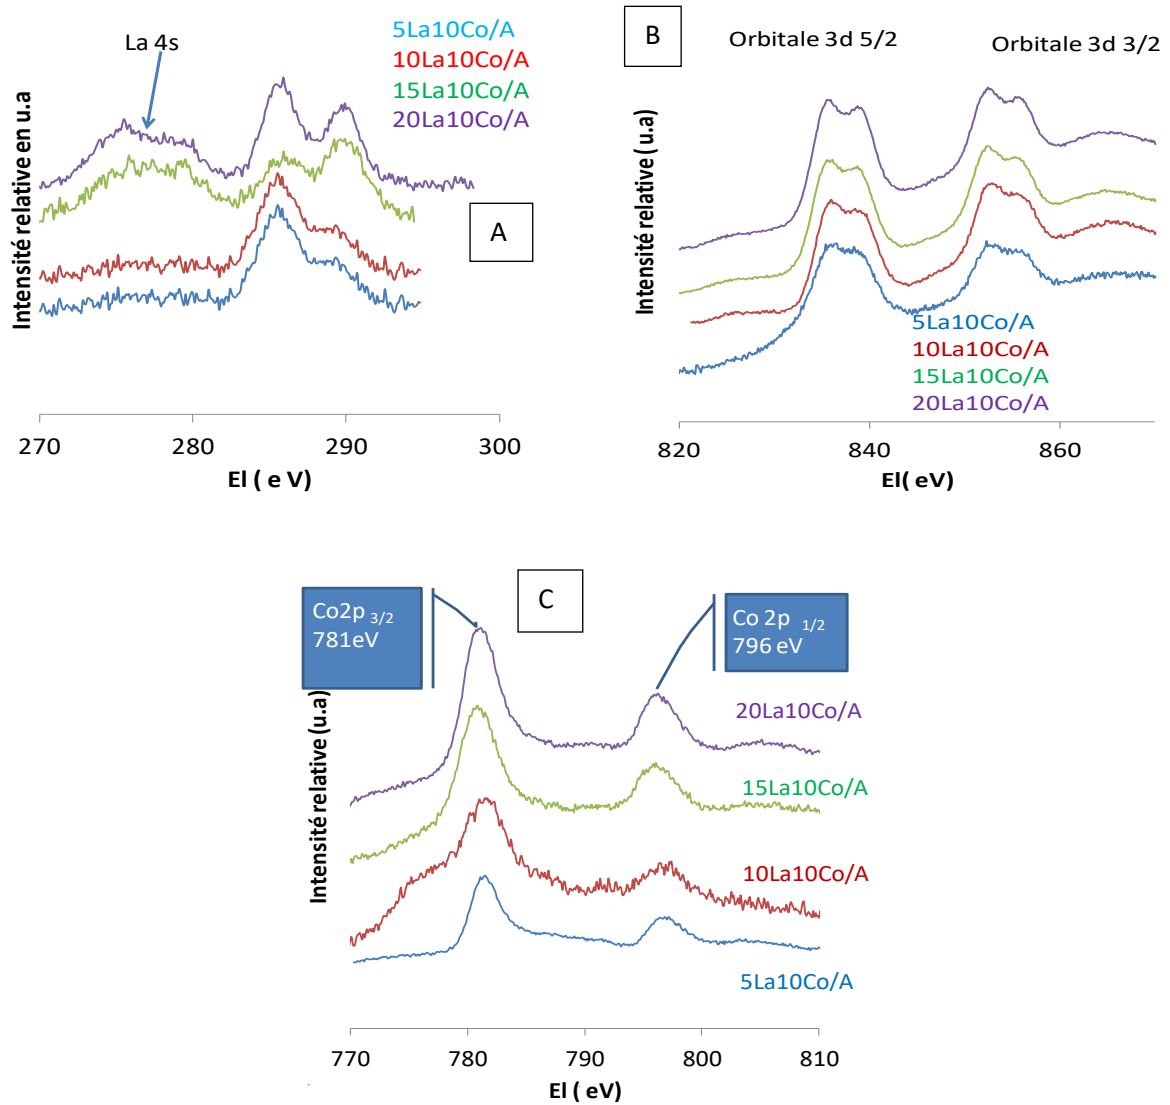 La 4s
5La10Co/A
10La10Co/A
15La10Co/A
20La10Co/A
A
Intensité relative en u.a
270 280 290 300
El ( e V)
B
Orbitale 3d 5/2 Orbitale 3d 3/2
Intensité relative (u.a)
5La10Co/A
10La10Co/A
15La10Co/A
20La10Co/A
820 840 860
El( eV)
C
Co2p 3/2
781eV
Co 2p 1/2
796 eV
Intensité relative (u.a)
20La10Co/A
15La10Co/A
10La10Co/A
5La10Co/A
770 780 790 800 810
El ( eV)